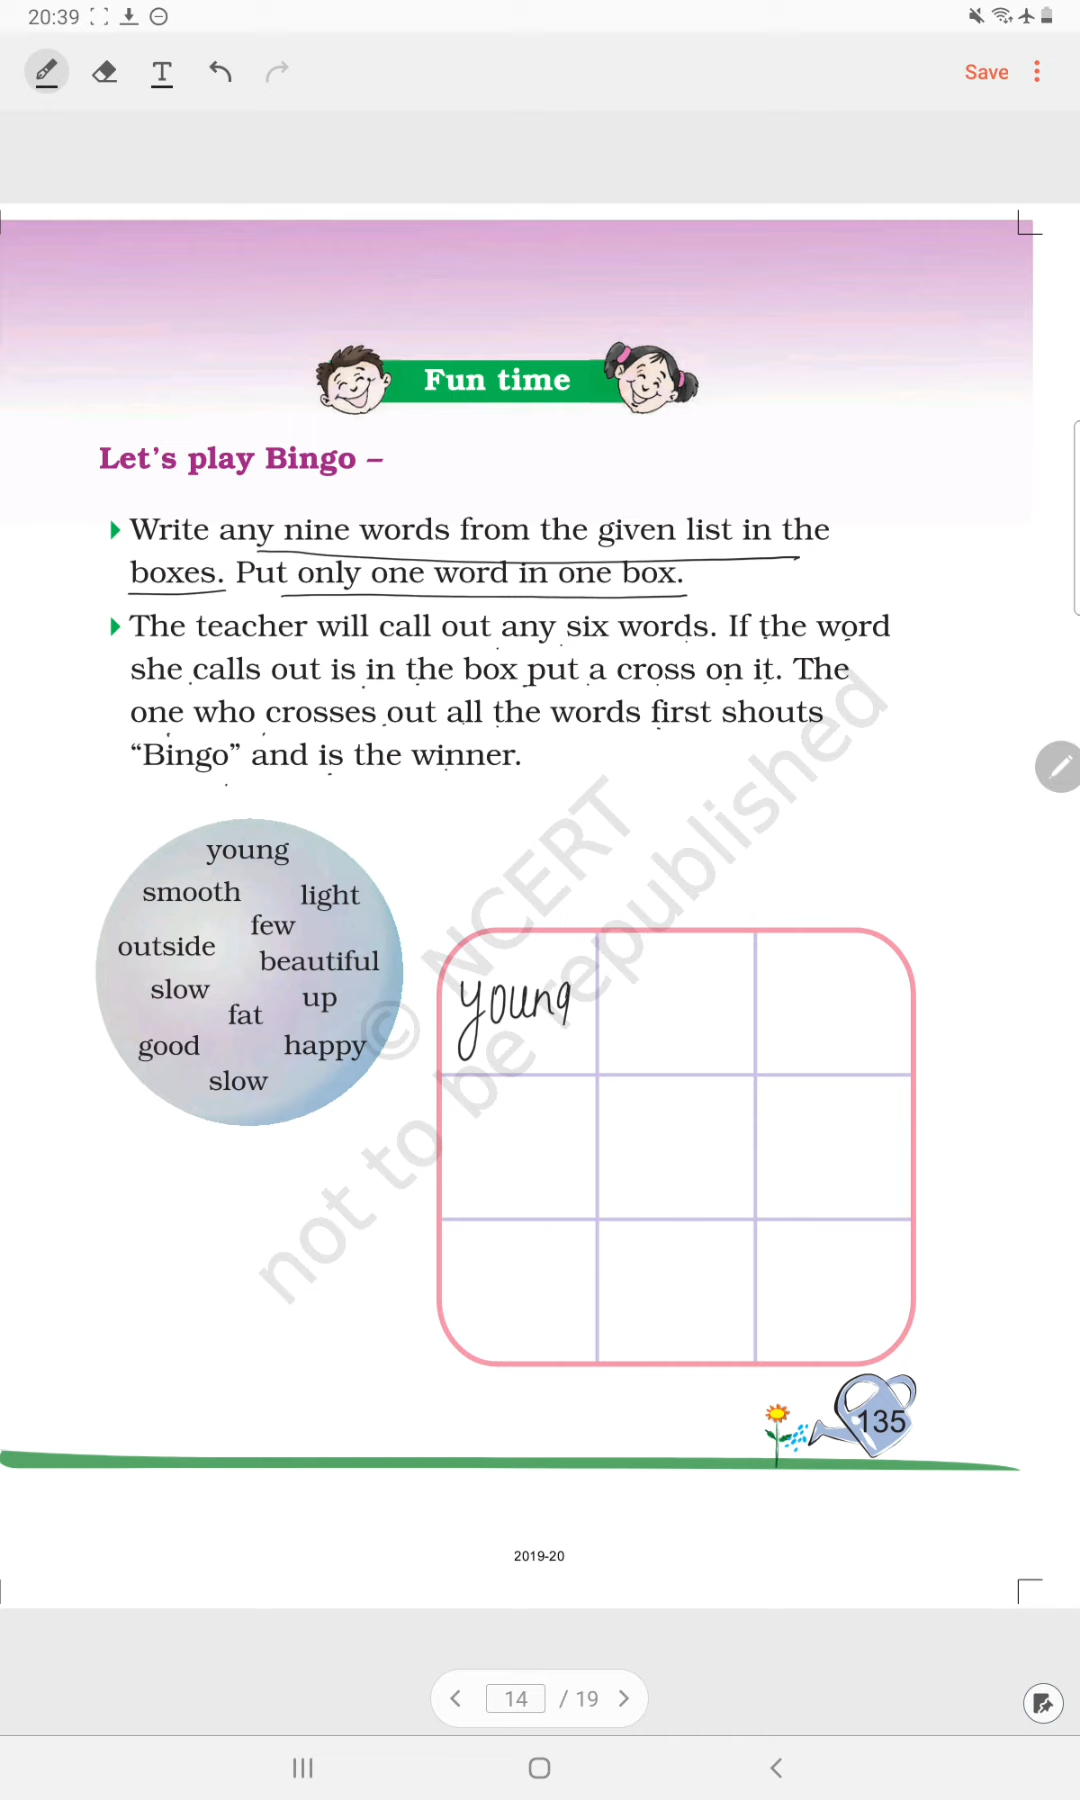 20:39
Save
Fun time
Let's play Bingo –
Write any nine words from the given list in the
boxes. Put only one word in one box.
The teacher will call out any six words. If the word
she calls out is in the box put a cross on it. The
one who crosses out all the words first shouts
“Bingo” and is the winner.
young
smooth light
few
outside
beautiful
slow up
fat
good happy
slow
young
© NCERT
not to be republished
135
2019-20
14 / 19